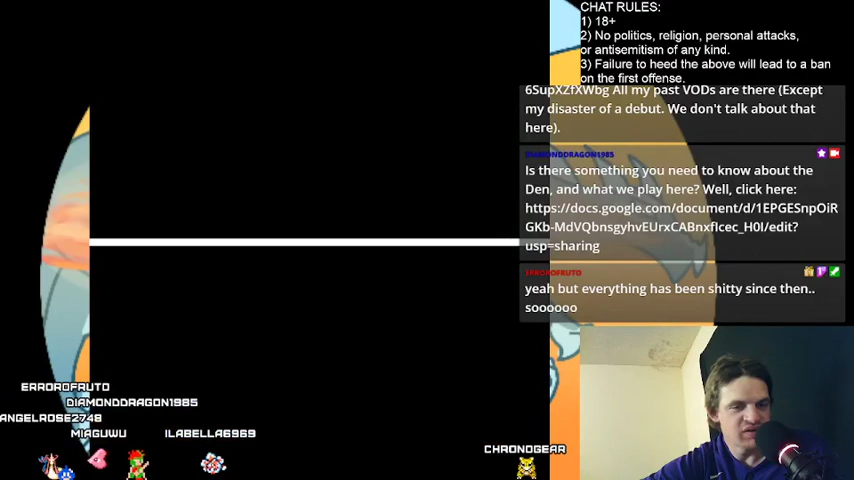 CHAT RULES:
1) 18+
2) No politics, religion, personal attacks,
or antisemitism of any kind.
3) Failure to heed the above will lead to a ban
on the first offense.
6SupXZfXWbg All my past VODs are there (Except
my disaster of a debut. We don't talk about that
here).
DIAMONDDRAGON1985
Is there something you need to know about the
Den, and what we play here? Well, click here:
https://docs.google.com/document/d/1EPGESnpOiR
GKb-MdVQbnsgyhvEUrxCABnxfIcec_H0I/edit?
usp=sharing
ERROROFRUTO
yeah but everything has been shitty since then..
soooooo
ERROROFRUTO
DIAMONDDRAGON1985
ANGELROSE2748
MIAGUWU
ILABELLA6969
CHRONOGEAR